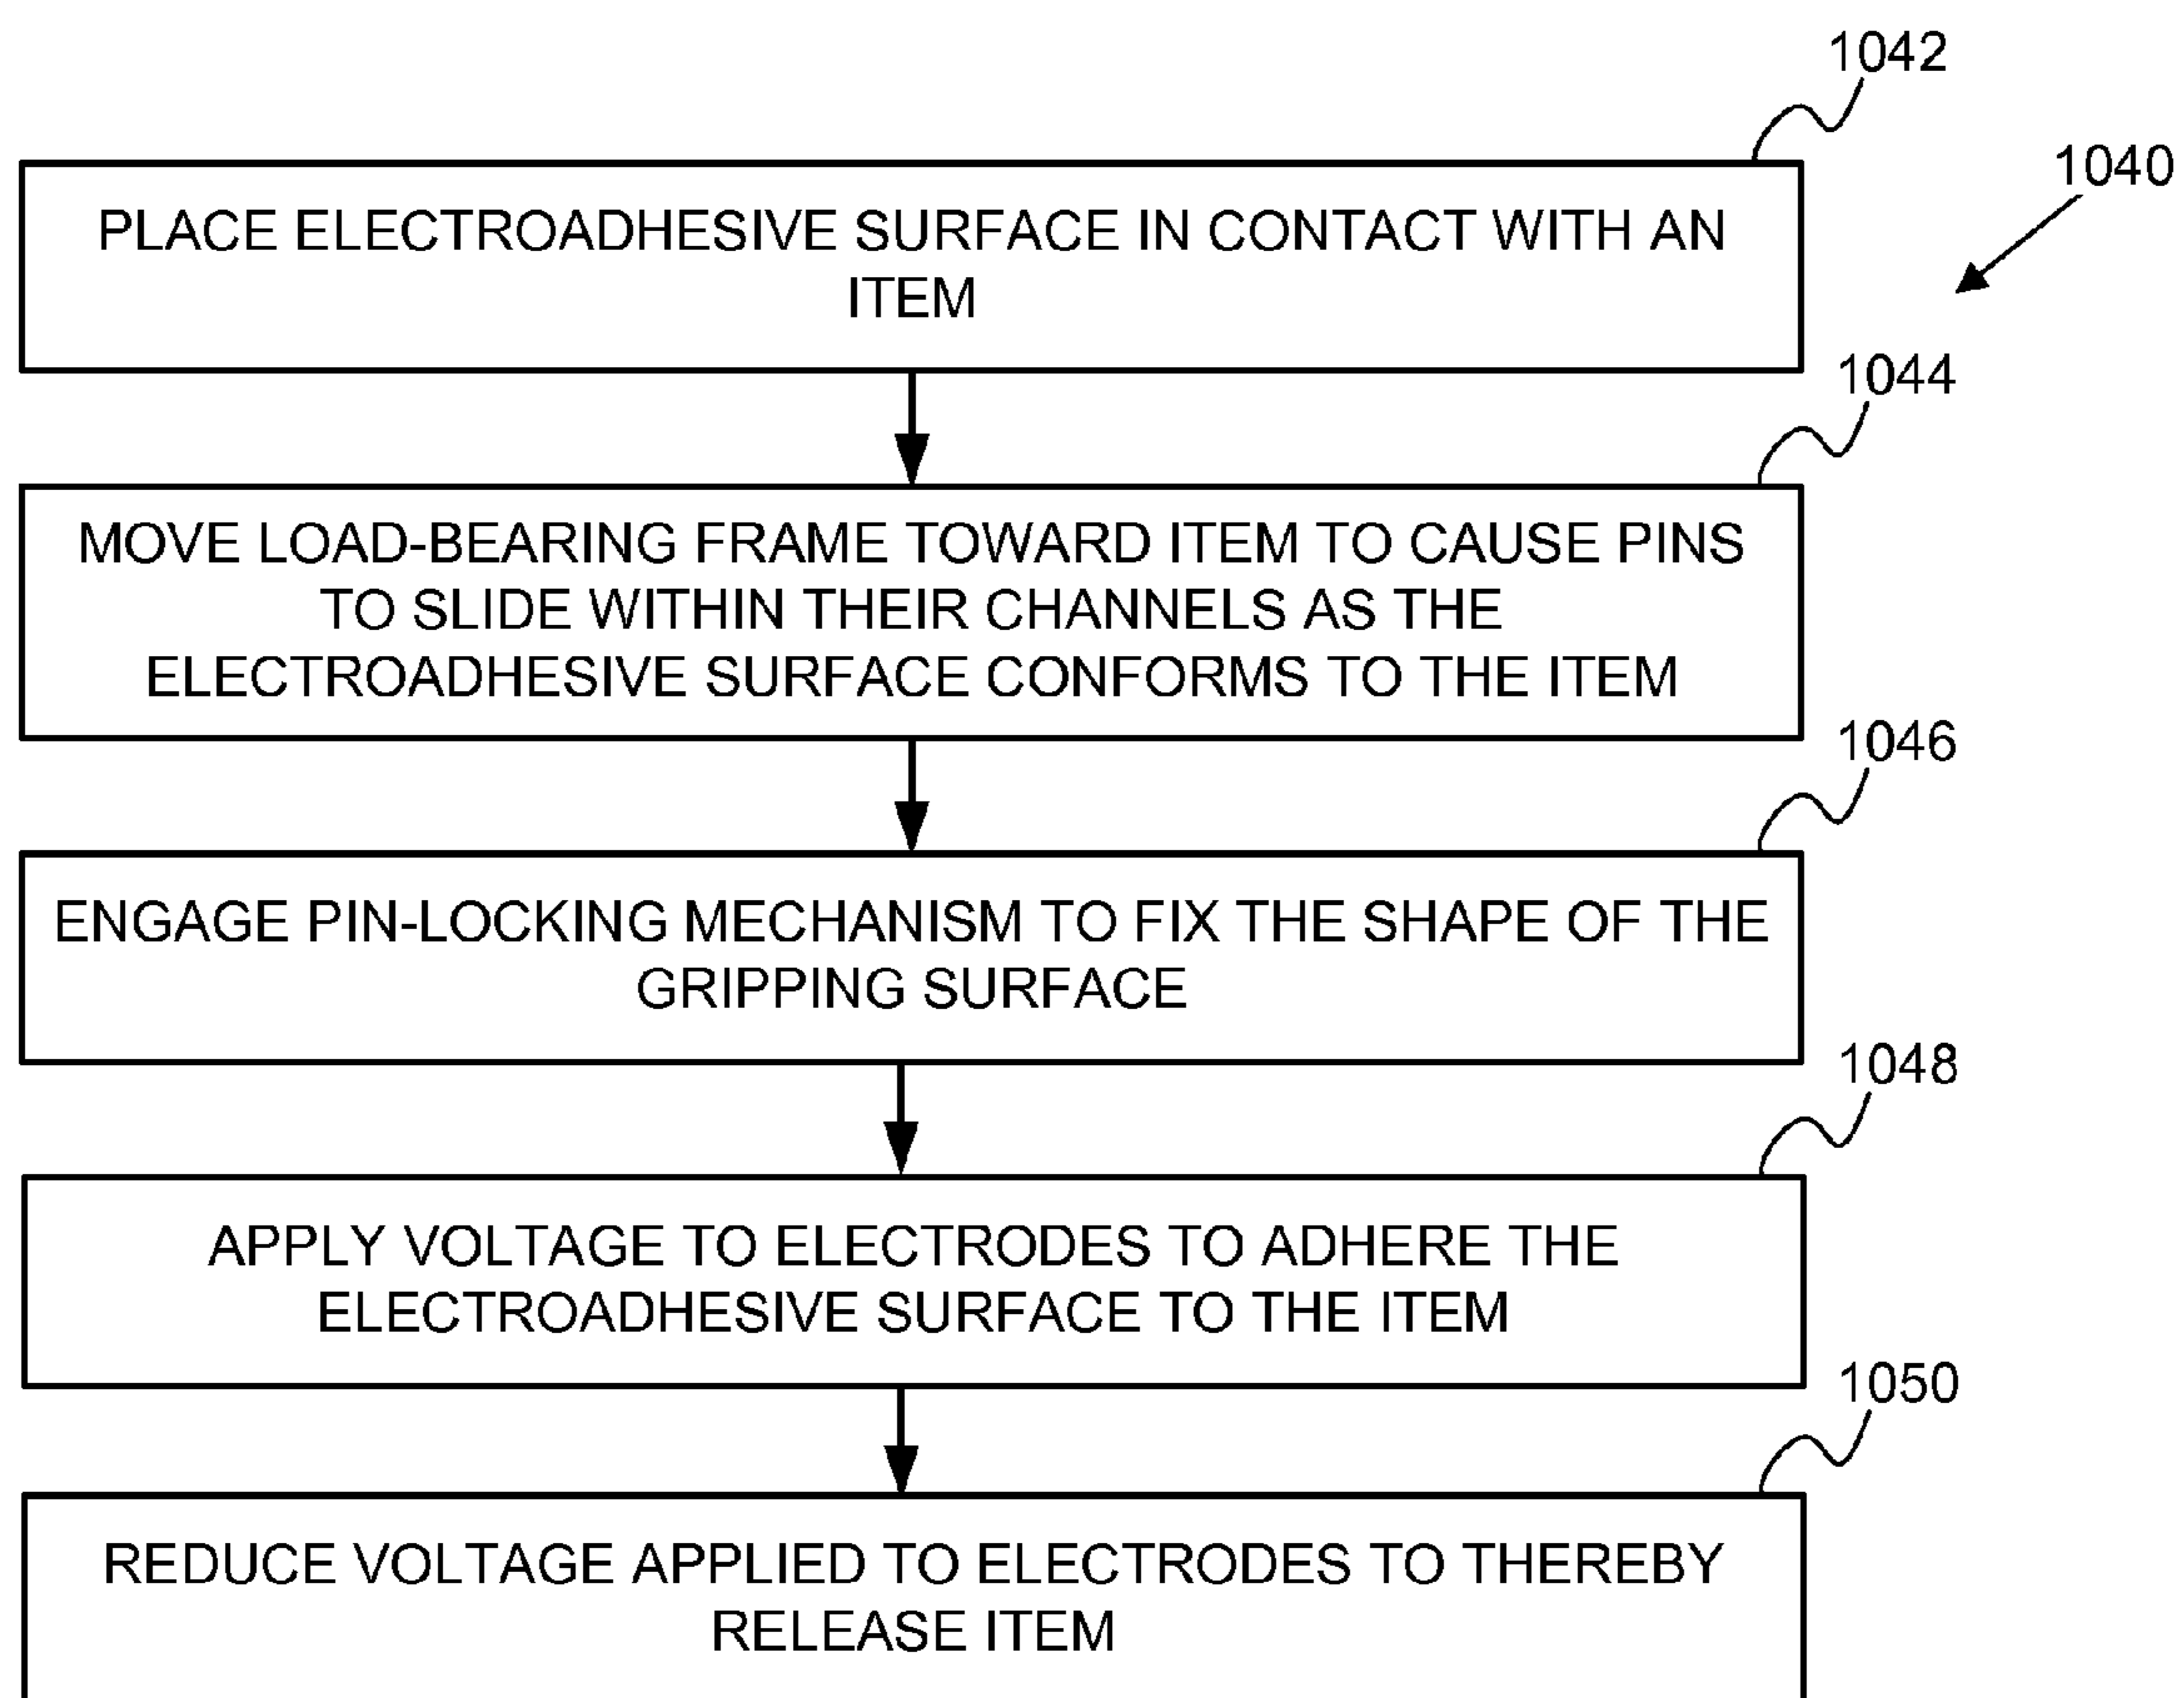 1042
1040
PLACE ELECTROADHESIVE SURFACE IN CONTACT WITH AN
ITEM
1044
MOVE LOAD-BEARING FRAME TOWARD ITEM TO CAUSE PINS
TO SLIDE WITHIN THEIR CHANNELS AS THE
ELECTROADHESIVE SURFACE CONFORMS TO THE ITEM
1046
ENGAGE PIN-LOCKING MECHANISM TO FIX THE SHAPE OF THE
GRIPPING SURFACE
1048
APPLY VOLTAGE TO ELECTRODES TO ADHERE THE
ELECTROADHESIVE SURFACE TO THE ITEM
1050
REDUCE VOLTAGE APPLIED TO ELECTRODES TO THEREBY
RELEASE ITEM